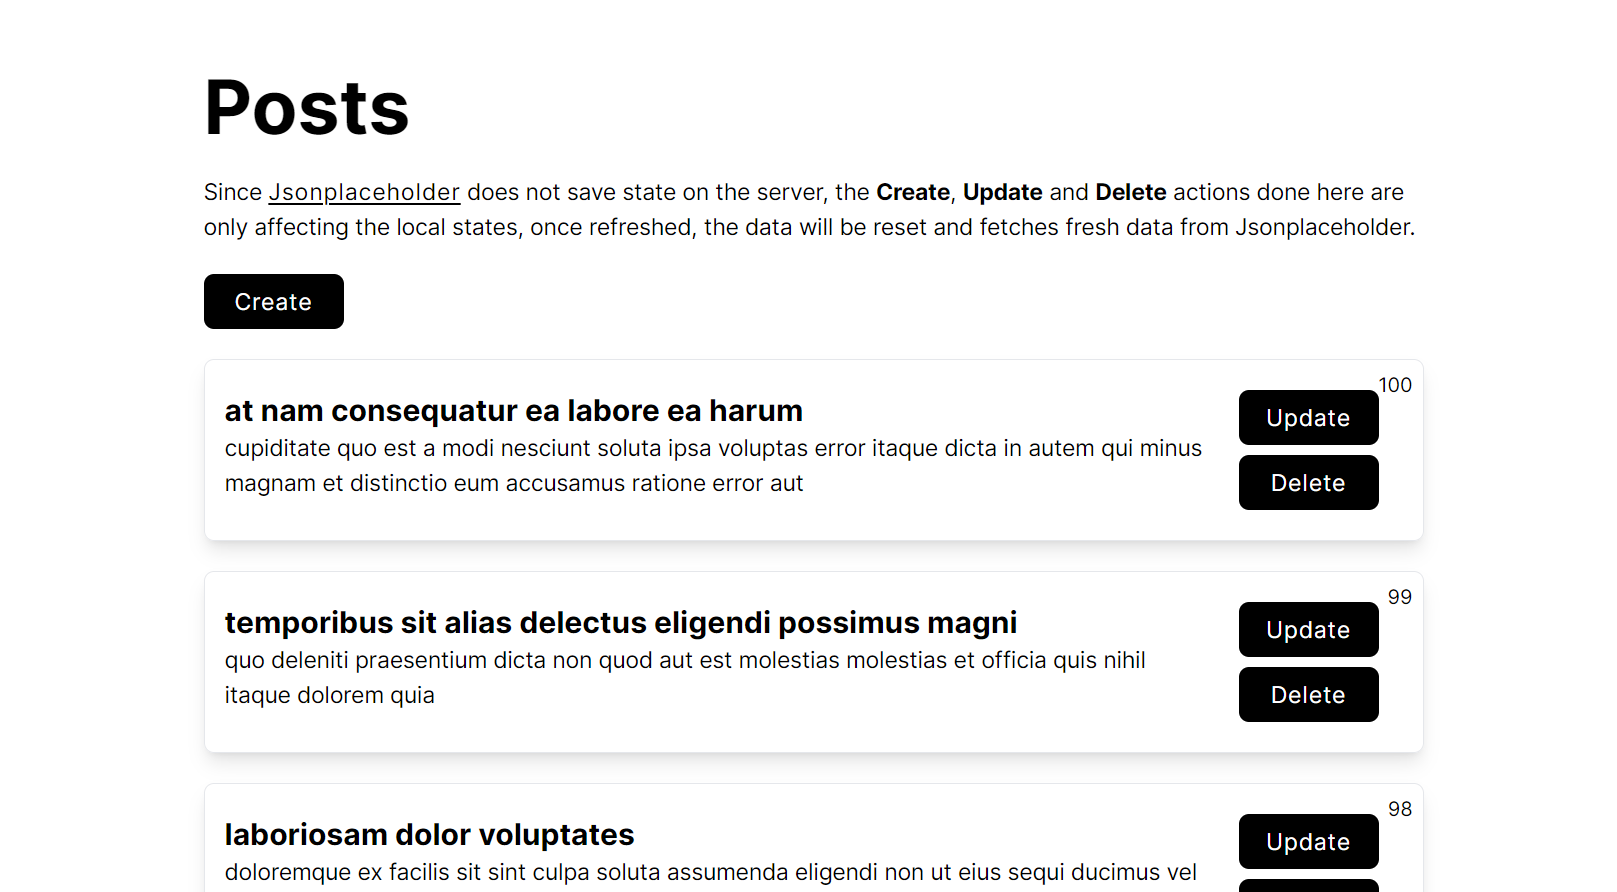 Posts
Since Jsonplaceholder does not save state on the server, the Create, Update and Delete actions done here are
only affecting the local states, once refreshed, the data will be reset and fetches fresh data from Jsonplaceholder.
Create
100
at nam consequatur ea labore ea harum
cupiditate quo est a modi nesciunt soluta ipsa voluptas error itaque dicta in autem qui minus
magnam et distinctio eum accusamus ratione error aut
Update
Delete
99
temporibus sit alias delectus eligendi possimus magni
quo deleniti praesentium dicta non quod aut est molestias molestias et officia quis nihil
itaque dolorem quia
Update
Delete
98
laboriosam dolor voluptates
doloremque ex facilis sit sint culpa soluta assumenda eligendi non ut eius sequi ducimus vel
Update